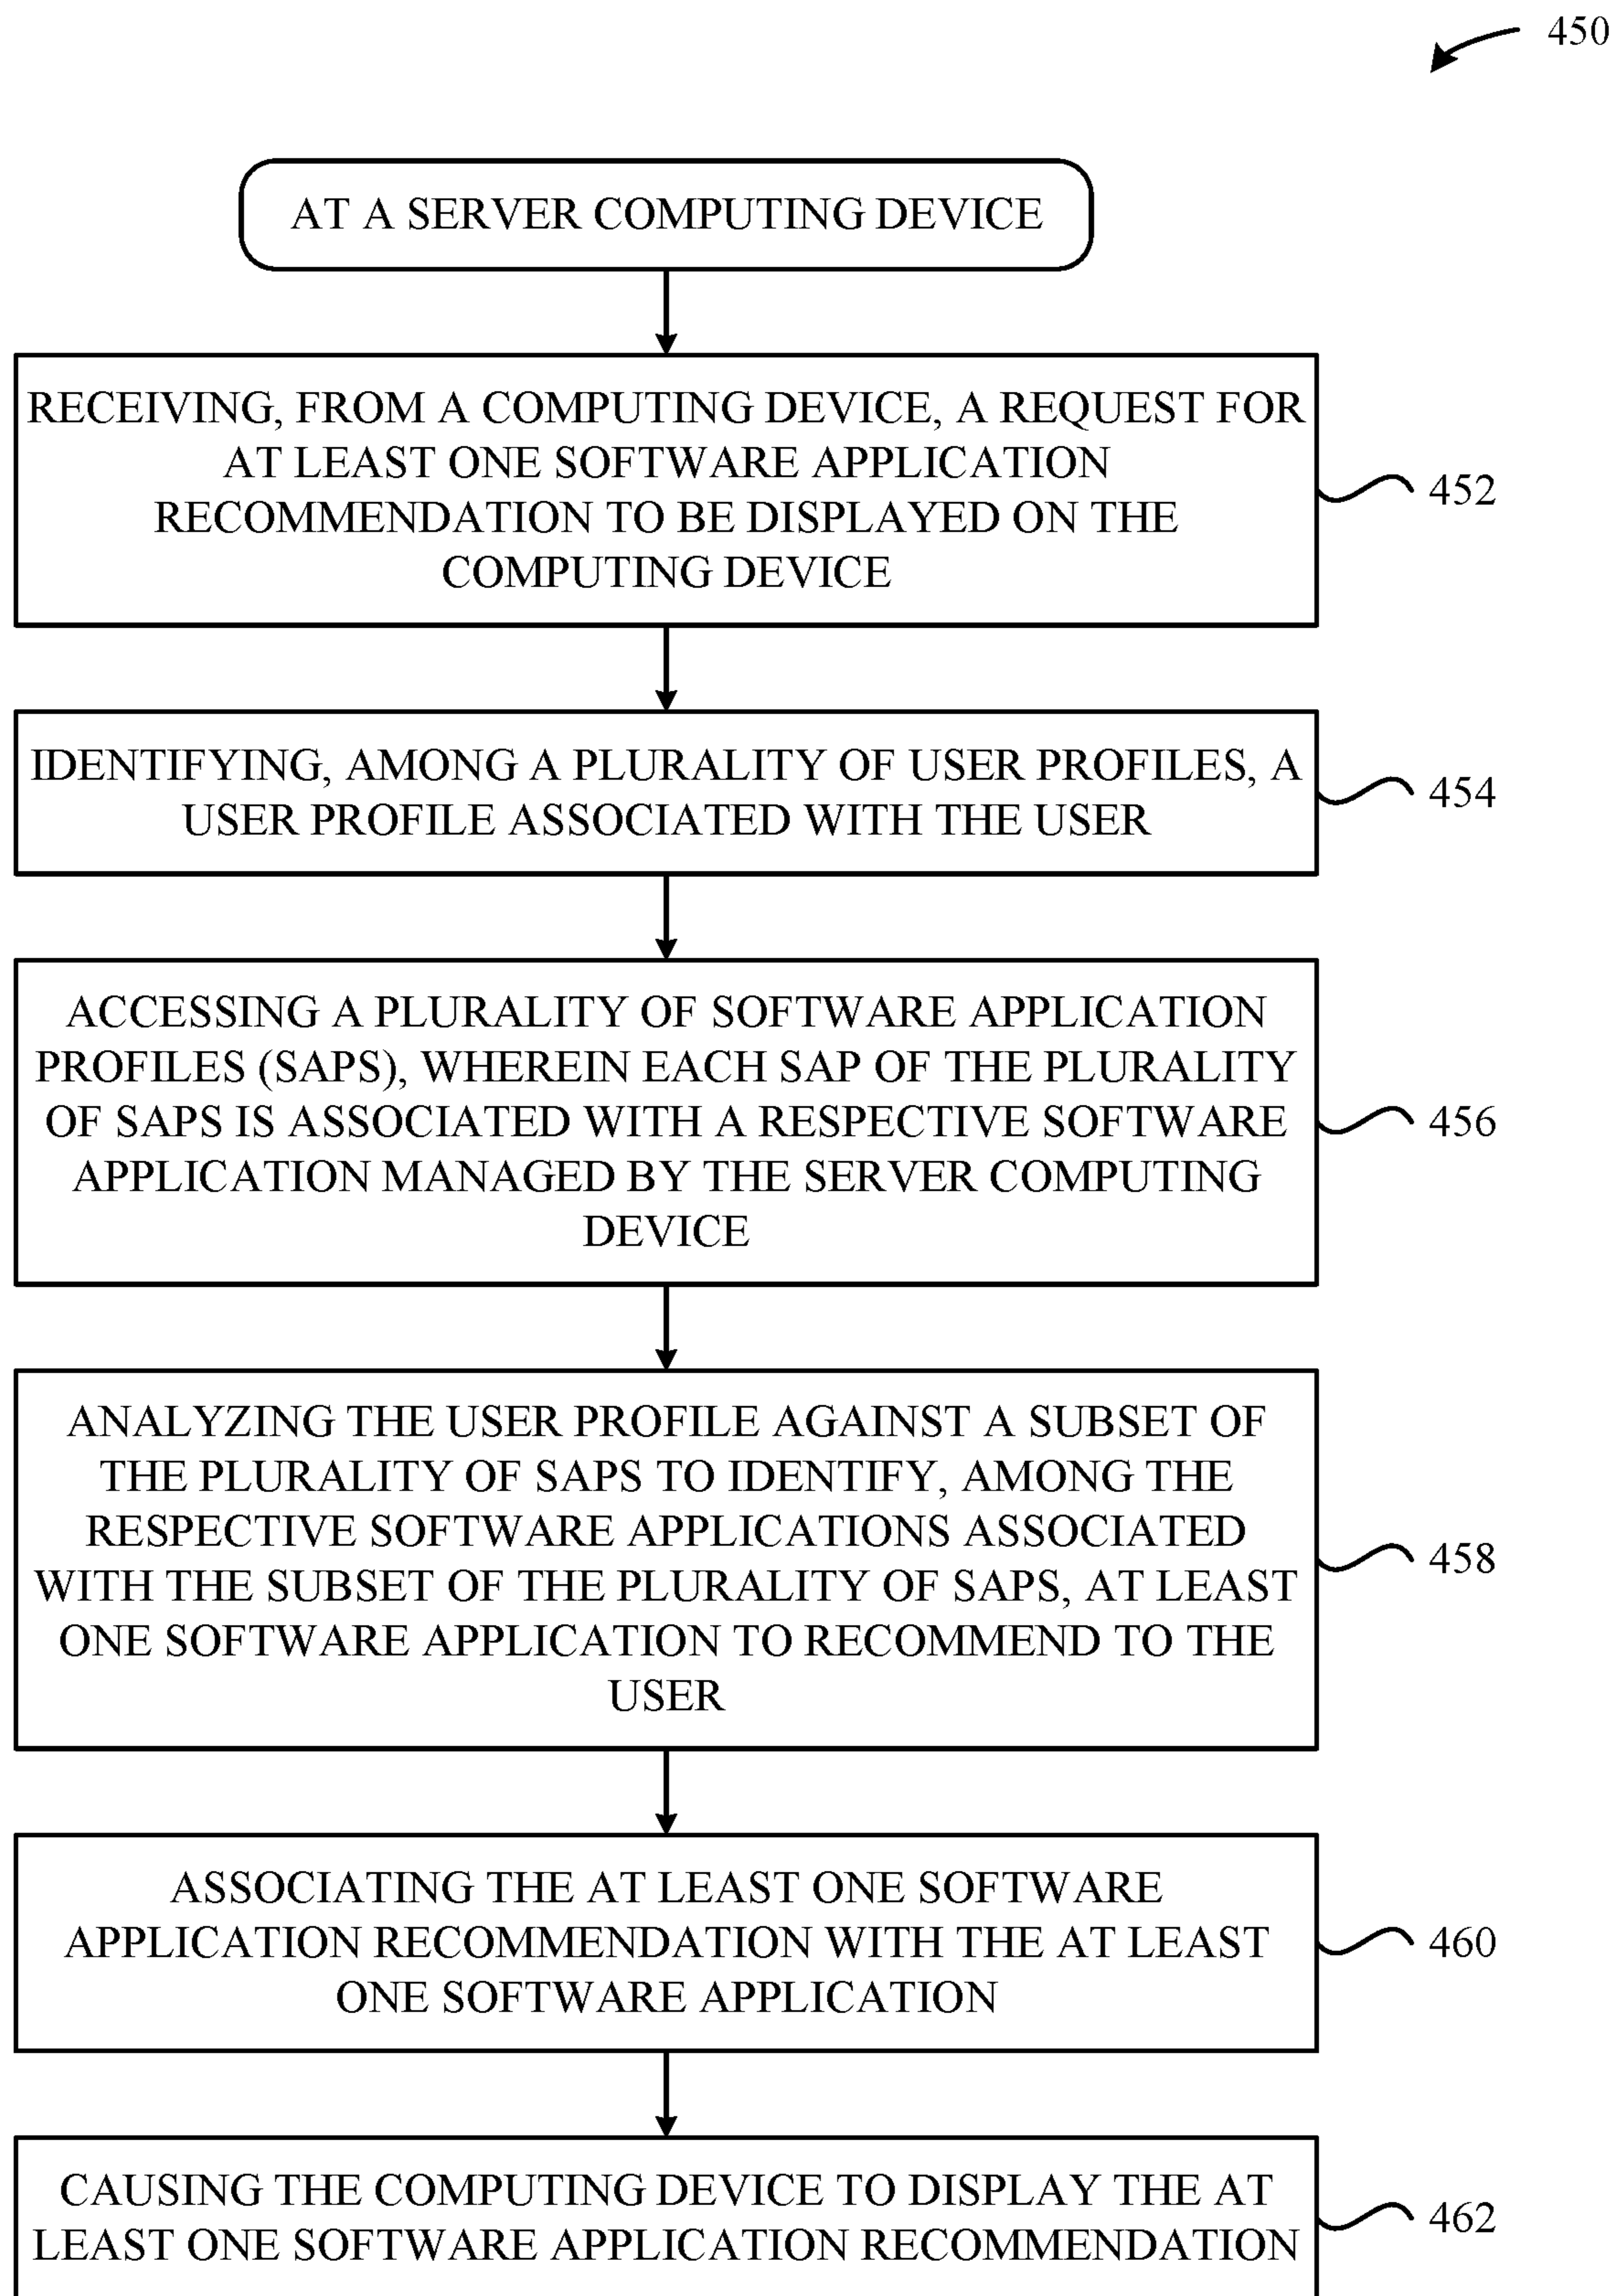 450
AT A SERVER COMPUTING DEVICE
RECEIVING, FROM A COMPUTING DEVICE, A REQUEST FOR
AT LEAST ONE SOFTWARE APPLICATION
RECOMMENDATION TO BE DISPLAYED ON THE
COMPUTING DEVICE
452
IDENTIFYING, AMONG A PLURALITY OF USER PROFILES, A
USER PROFILE ASSOCIATED WITH THE USER
454
ACCESSING A PLURALITY OF SOFTWARE APPLICATION
PROFILES (SAPS), WHEREIN EACH SAP OF THE PLURALITY
OF SAPS IS ASSOCIATED WITH A RESPECTIVE SOFTWARE
APPLICATION MANAGED BY THE SERVER COMPUTING
DEVICE
456
ANALYZING THE USER PROFILE AGAINST A SUBSET OF
THE PLURALITY OF SAPS TO IDENTIFY, AMONG THE
RESPECTIVE SOFTWARE APPLICATIONS ASSOCIATED
WITH THE SUBSET OF THE PLURALITY OF SAPS, AT LEAST
ONE SOFTWARE APPLICATION TO RECOMMEND TO THE
USER
458
ASSOCIATING THE AT LEAST ONE SOFTWARE
APPLICATION RECOMMENDATION WITH THE AT LEAST
ONE SOFTWARE APPLICATION
460
CAUSING THE COMPUTING DEVICE TO DISPLAY THE AT
LEAST ONE SOFTWARE APPLICATION RECOMMENDATION
462